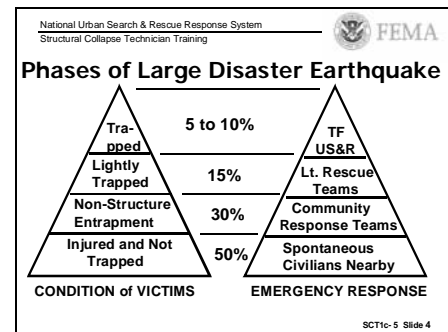 National Urban Search & Rescue Response System
Structural Collapse Technician Training
FEMA
Phases of Large Disaster Earthquake
Tra-
pped
5 to 10%
TF
US&R
Lightly
Trapped
15%
Lt. Rescue
Teams
Non-Structure
Entrapment
30%
Community
Response Teams
Injured and Not
Trapped
50%
Spontaneous
Civilians Nearby
CONDITION of VICTIMS
EMERGENCY RESPONSE
SCT1c- 5 Slide 4